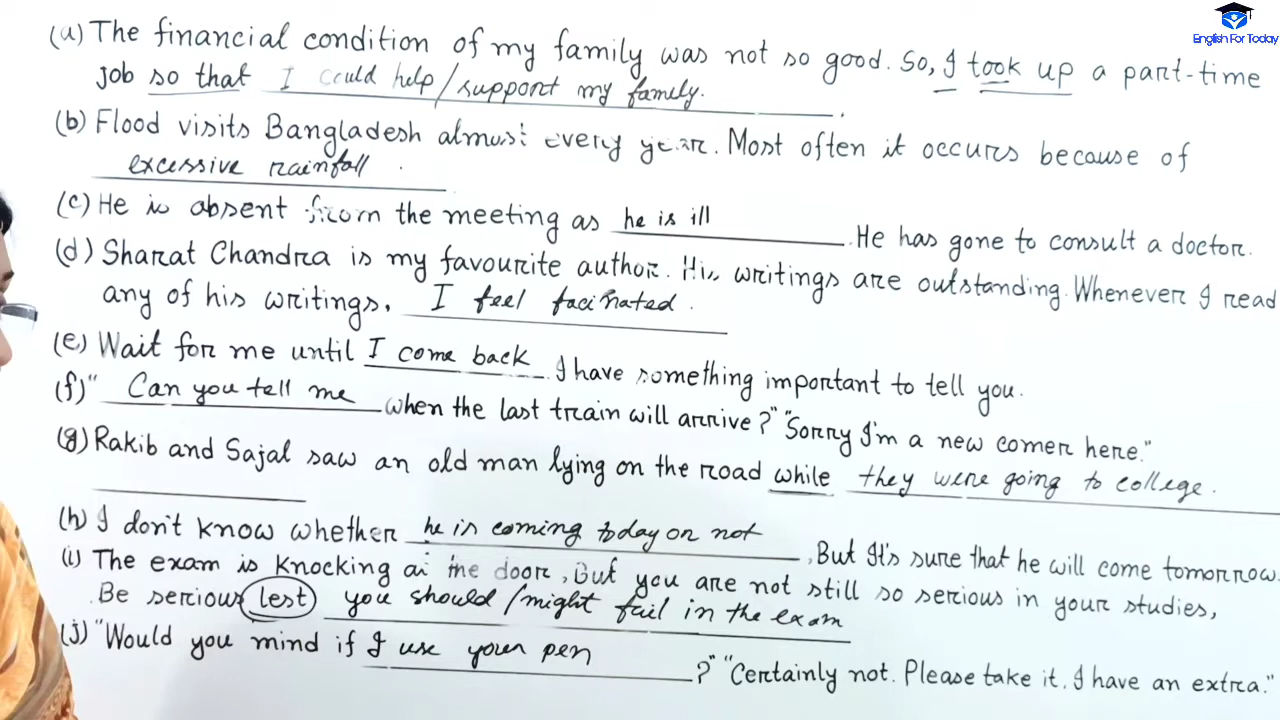 English For Today
(a) The financial condition of my family was not so good. So, I took up a part-time
job so that I could help/support my family.
(b) Flood visits Bangladesh almost every year. Most often it occurs because of
excessive rainfall.
(c) He is absent from the meeting as he is ill. He has gone to consult a doctor.
(d) Sharat Chandra is my favourite author. His writings are outstanding. Whenever I read
any of his writings, I feel facinated.
(e) Wait for me until I come back. I have something important to tell you.
(f) "Can you tell me when the last train will arrive?" "Sorry I'm a new comer here."
(g) Rakib and Sajal saw an old man lying on the road while they were going to college.
(h) I don't know whether he is coming today or not. But It's sure that he will come tomorrow.
(i) The exam is knocking at the door, But you are not still so serious in your studies,
Be serious lest you should/might fail in the exam
(j) "Would you mind if I use your pen?" "Certainly not. Please take it. I have an extra."